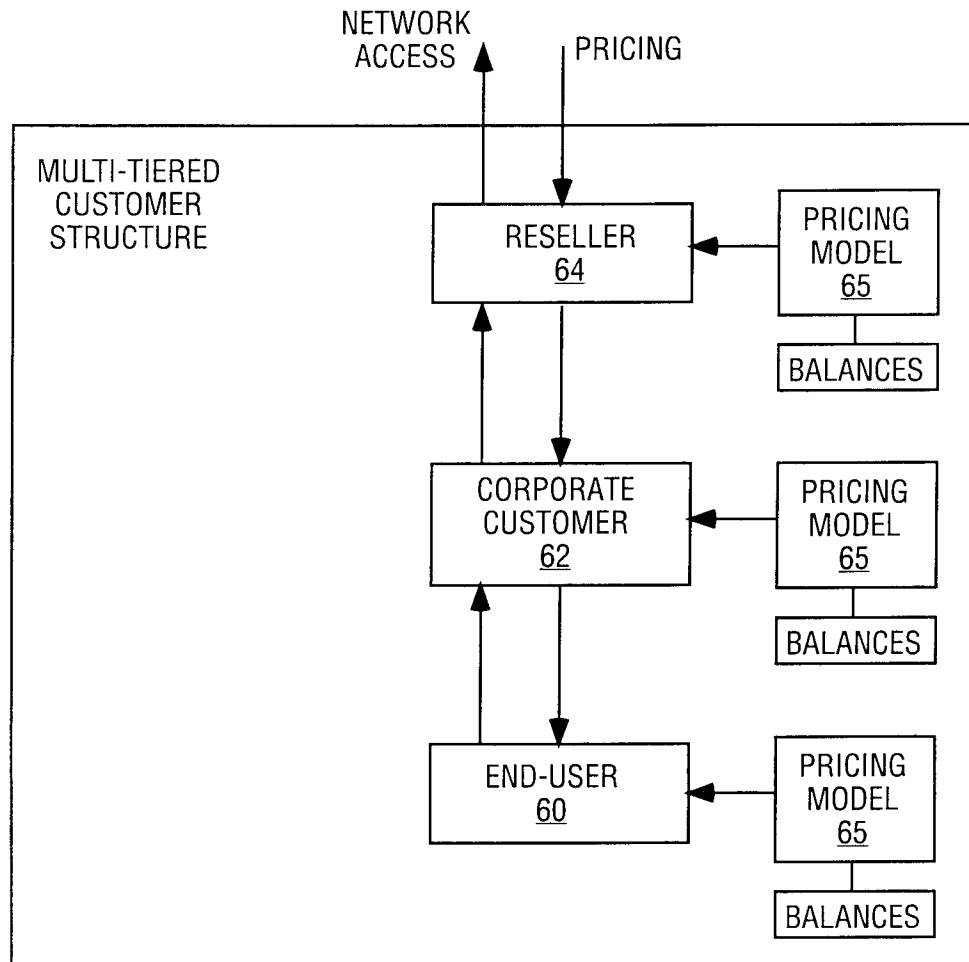 NETWORK
ACCESS
PRICING
MULTI-TIERED
CUSTOMER
STRUCTURE
RESELLER
64
PRICING
MODEL
65
BALANCES
CORPORATE
CUSTOMER
62
PRICING
MODEL
65
BALANCES
END-USER
60
PRICING
MODEL
65
BALANCES